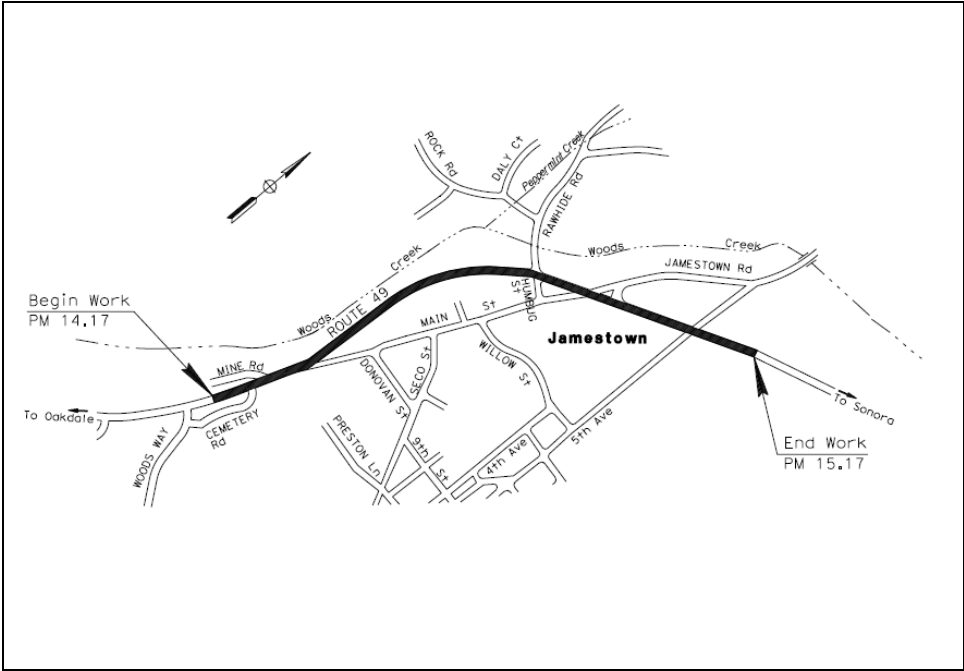 ROCK Rd
DALY Ct
Peppermint Creek
RAWHIDE Rd
Woods
Creek
JAMESTOWN Rd
Woods
Creek
ROUTE 49
HUMBUG
St
MAIN
St
Jamestown
Begin Work
PM 14.17
MINE Rd
To Oakdale
CEMETERY
Rd
WOODS WAY
DONOVAN St
SECO St
WILLOW St
PRESTON Ln
9th
St
4th Ave
5th Ave
To Sonora
End Work
PM 15.17